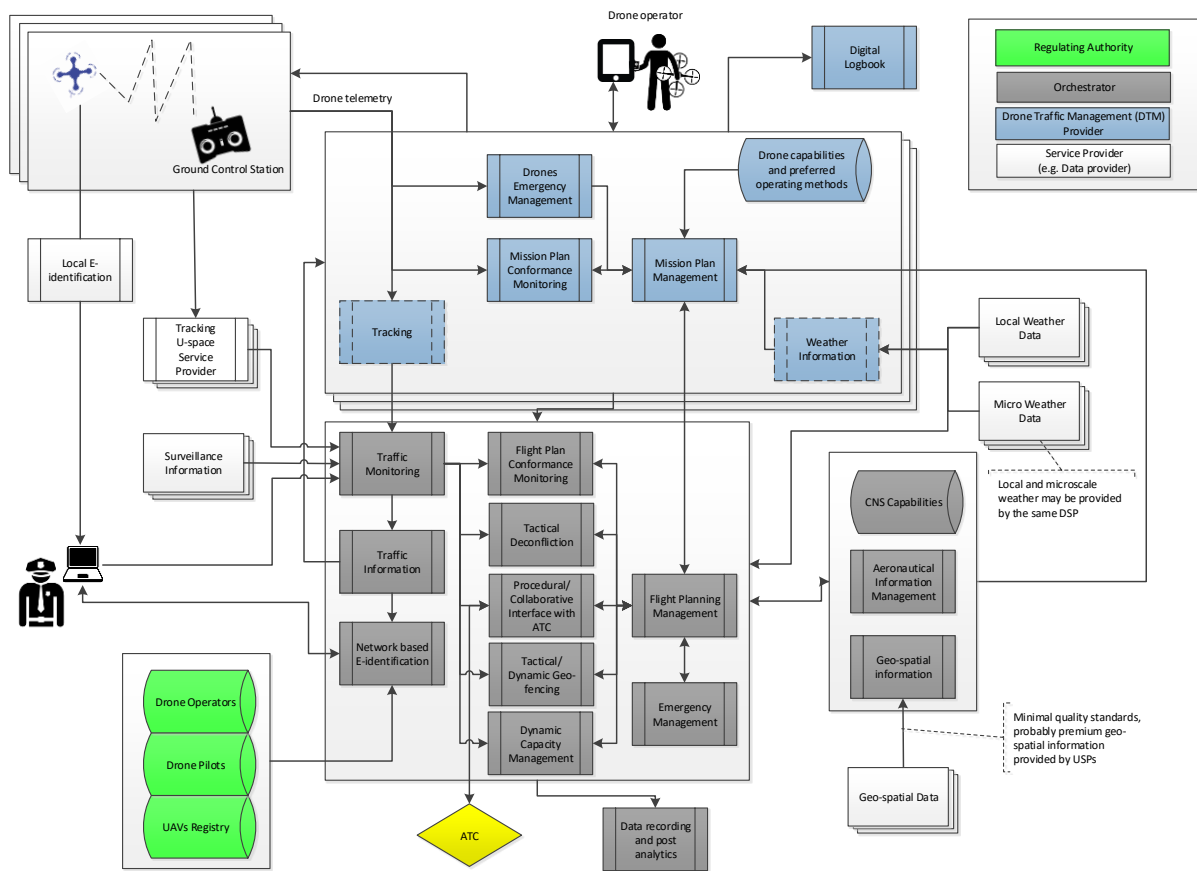 Drone operator
Digital
Logbook
Regulating Authority
Orchestrator
Drone Traffic Management (DTM)
Provider
Service Provider
(e.g. Data provider)
Drone telemetry
Ground Control Station
Drones
Emergency
Management
Drone capabilities
and preferred
operating methods
Local E-
identification
Mission Plan
Conformance
Monitoring
Mission Plan
Management
Tracking
U-space
Service
Provider
Tracking
Weather
Information
Local Weather
Data
Micro Weather
Data
Surveillance
Information
Traffic
Monitoring
Flight Plan
Conformance
Monitoring
Local and microscale
weather may be provided
by the same DSP
CNS Capabilities
Tactical
Deconfliction
Traffic
Information
Aeronautical
Information
Management
Procedural/
Collaborative
Interface with
ATC
Flight Planning
Management
Network based
E-identification
Geo-spatial
information
Tactical/
Dynamic Geo-
fencing
Emergency
Management
Drone Operators
Dynamic
Capacity
Management
Minimal quality standards,
probably premium geo-
spatial information
provided by USPs
Drone Pilots
Geo-spatial Data
UAVs Registry
ATC
Data recording
and post
analytics